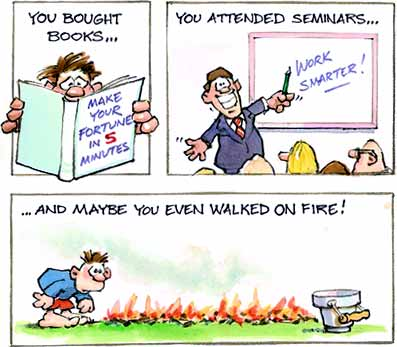 YOU BOUGHT
BOOKS...
MAKE
YOUR
FORTUNE
IN 5
MINUTES
YOU ATTENDED SEMINARS...
WORK
SMARTER!
...AND MAYBE YOU EVEN WALKED ON FIRE!